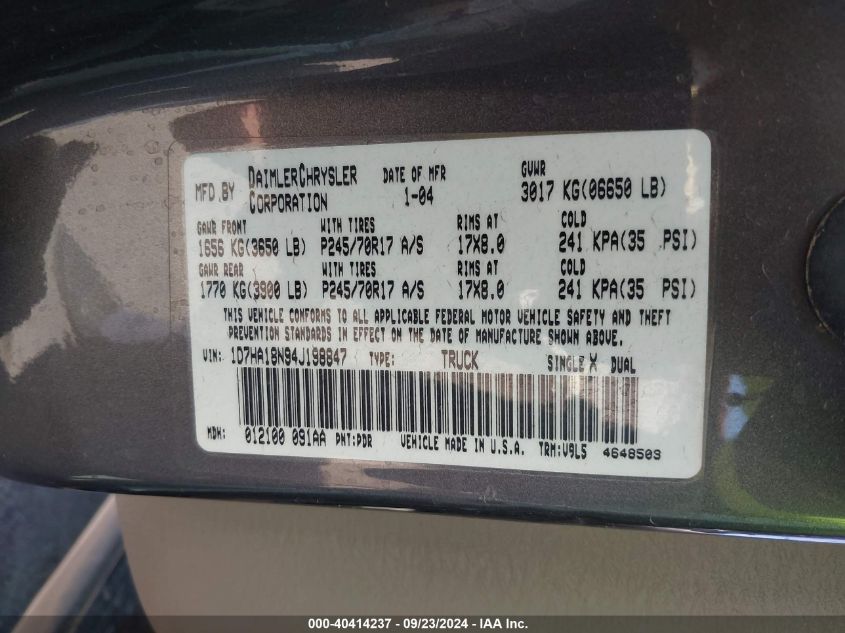 MFD BY DAIMLERCHRYSLER CORPORATION DATE OF MFR 1-04 GVWR 3017 KG(06650 LB)
GAWR FRONT WITH TIRES RIMS AT COLD
1656 KG(3650 LB) P245/70R17 A/S 17X8.0 241 KPA(35 PSI)
GAWR REAR WITH TIRES RIMS AT COLD
1770 KG(3900 LB) P245/70R17 A/S 17X8.0 241 KPA(35 PSI)
THIS VEHICLE CONFORMS TO ALL APPLICABLE FEDERAL MOTOR VEHICLE SAFETY AND THEFT
PREVENTION STANDARDS IN EFFECT ON THE DATE OF MANUFACTURE SHOWN ABOVE.
VIN: 1D7HA18N94J198847 TYPE: TRUCK SINGLE X DUAL
MDH: 012100 091AA PNT:PDR VEHICLE MADE IN U.S.A. TRM:V9L5 4648503
000-40414237 - 09/23/2024 - IAA Inc.